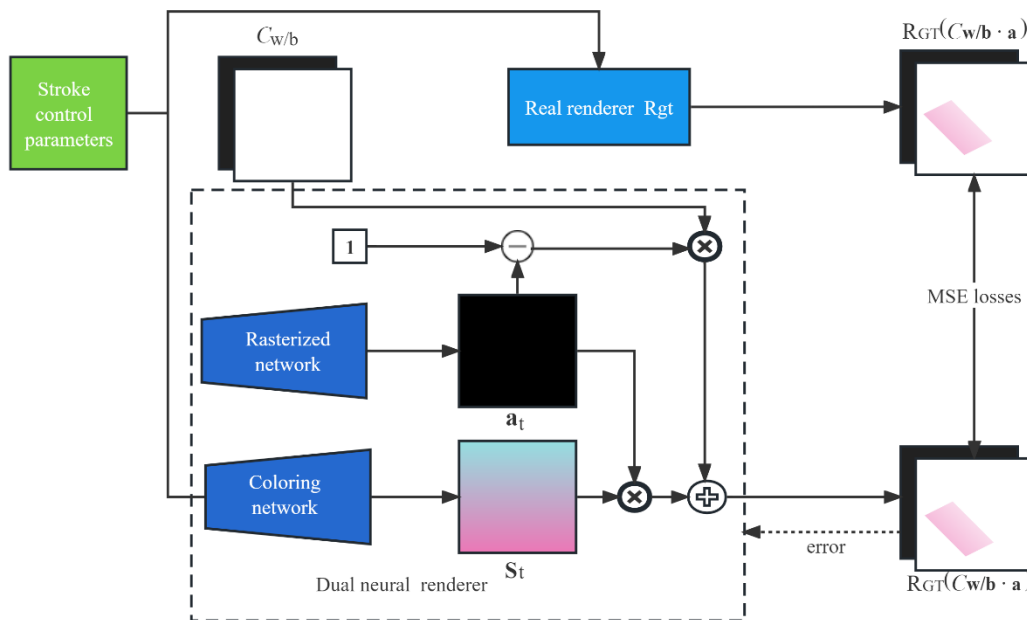 C w/b
RGT(Cw/b · a)
Stroke
control
parameters
Real renderer Rgt
1
MSE losses
Rasterized
network
at
Coloring
network
error
St
Dual neural renderer
RGT(Cw/b · a)